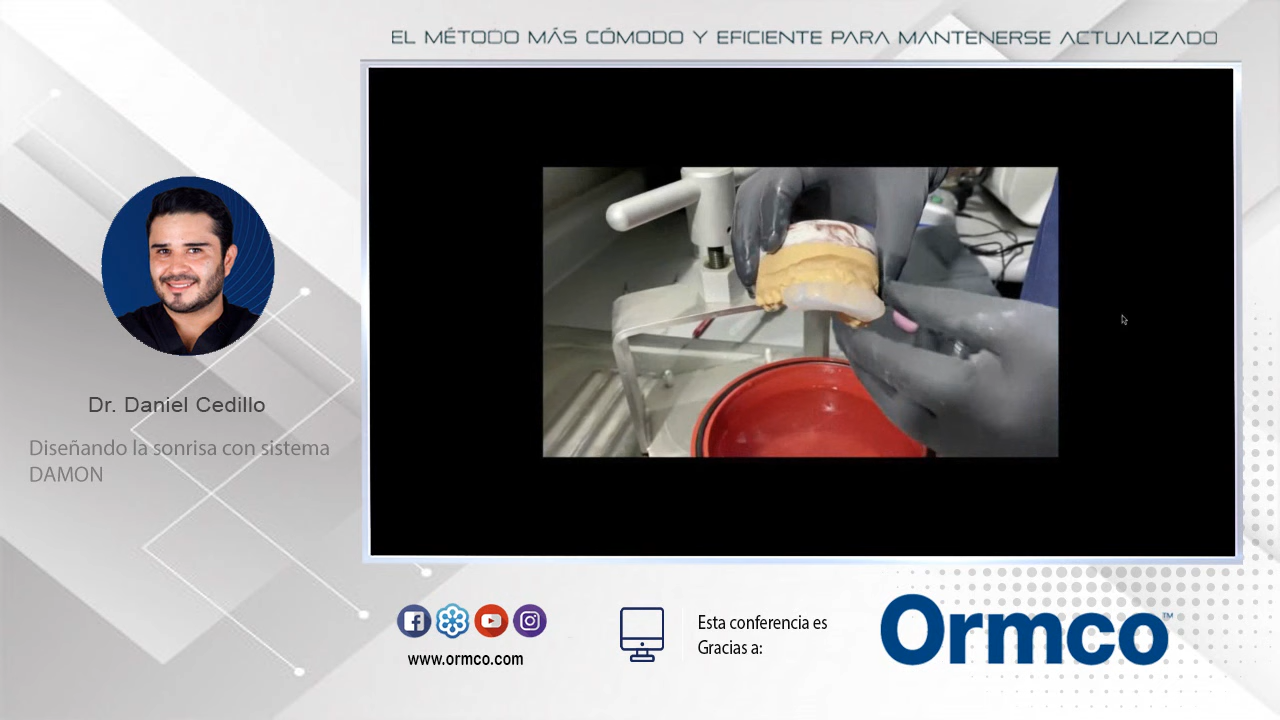 EL MÉTODO MÁS CÓMODO Y EFICIENTE PARA MANTENERSE ACTUALIZADO
Dr. Daniel Cedillo
Diseñando la sonrisa con sistema
DAMON
www.ormco.com
Esta conferencia es
Gracias a:
Ormco™